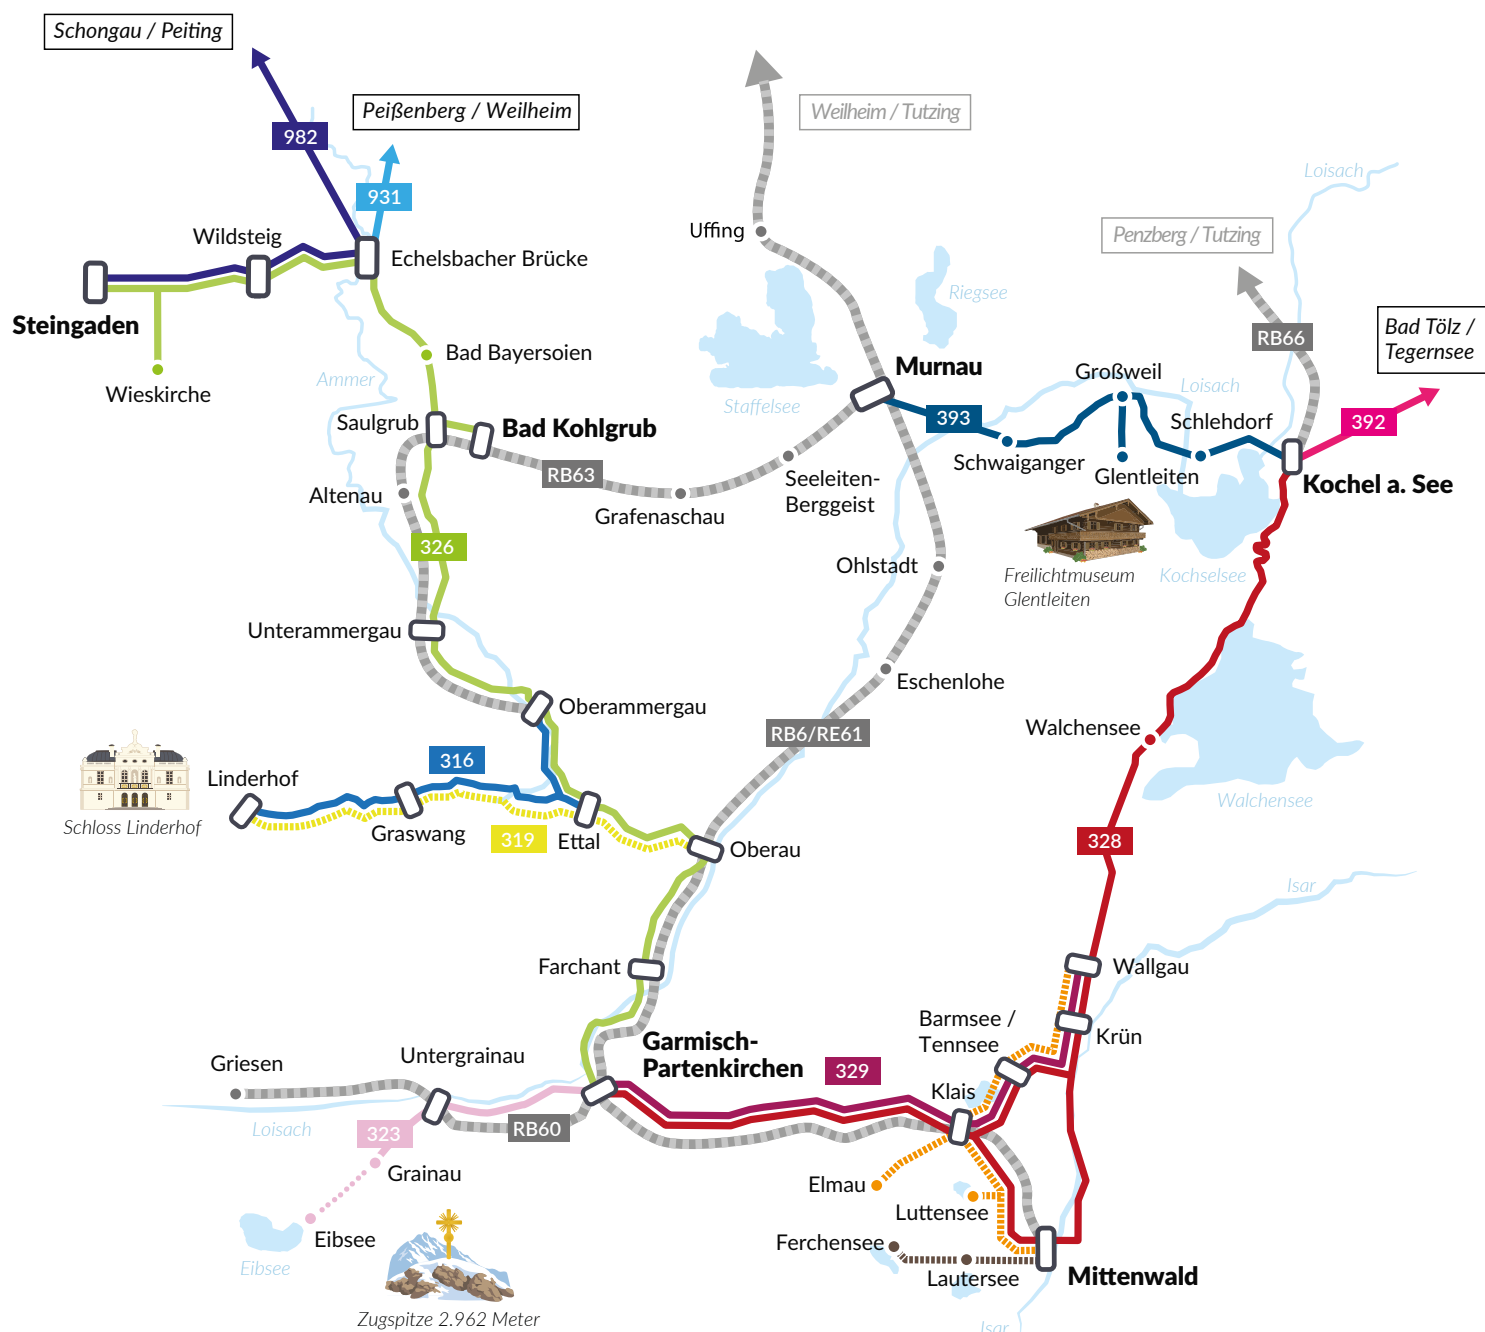 Schongau / Peiting
982
Peißenberg / Weilheim
931
Weilheim / Tutzing
Loisach
Penzberg / Tutzing
Wildsteig
Echelsbacher Brücke
Uffing
Riegsee
Steingaden
Bad Bayersoien
Wieskirche
Ammer
Staffelsee
Murnau
RB66
Bad Tölz /
Tegernsee
Großweil
Loisach
392
393
Schlehdorf
Saulgrub
Bad Kohlgrub
Schwaiganger
Glentleiten
Kochel a. See
RB63
Seeleiten-
Berggeist
Altenau
Grafenaschau
326
Ohlstadt
Freilichtmuseum
Glentleiten
Kochselsee
Unterammergau
Eschenlohe
Oberammergau
RB6/RE61
Walchensee
316
Linderhof
Walchensee
Schloss Linderhof
Graswang
319
Ettal
Oberau
328
Isar
Farchant
Wallgau
Barmsee /
Tennsee
Krün
Garmisch-
Partenkirchen
329
Griesen
Untergrainau
Klais
Loisach
323
RB60
Grainau
Elmau
Luttensee
Eibsee
Eibsee
Ferchensee
Lautersee
Mittenwald
Zugspitze 2.962 Meter
Isar